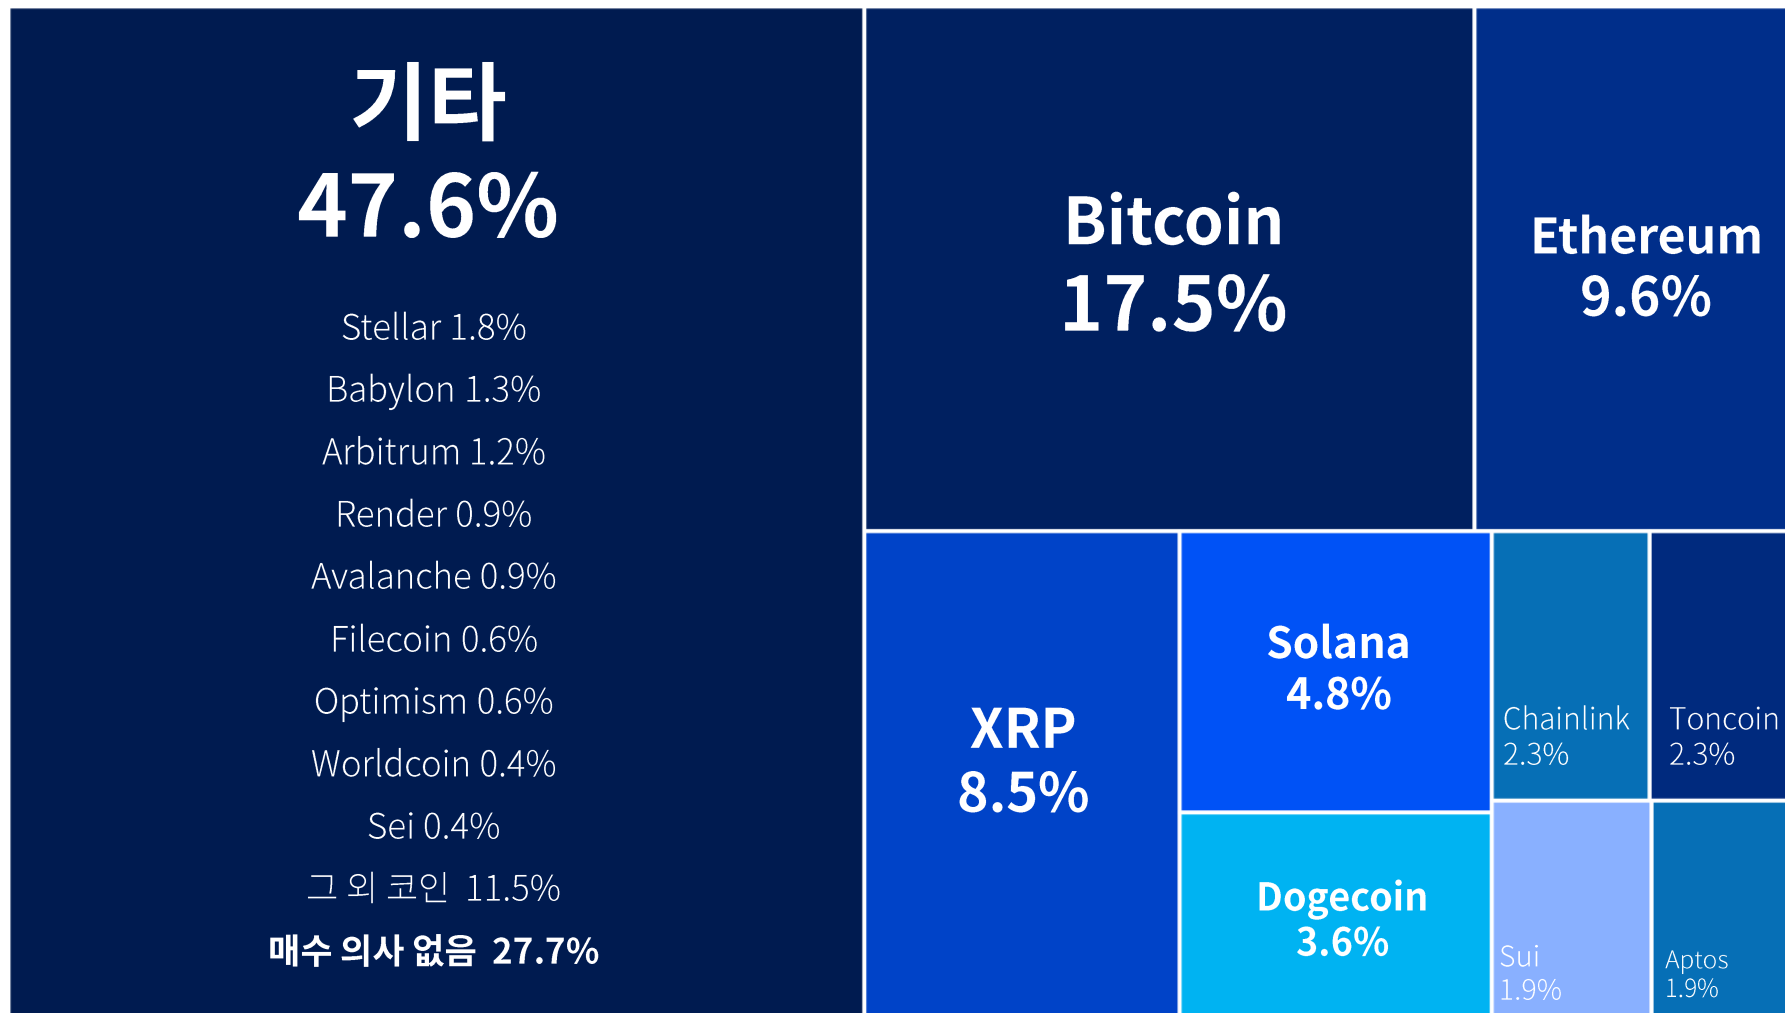 기타
47.6%
Stellar 1.8%
Babylon 1.3%
Arbitrum 1.2%
Render 0.9%
Avalanche 0.9%
Filecoin 0.6%
Optimism 0.6%
Worldcoin 0.4%
Sei 0.4%
그 외 코인 11.5%
매수 의사 없음 27.7%
Bitcoin
17.5%
Ethereum
9.6%
XRP
8.5%
Solana
4.8%
Dogecoin
3.6%
Chainlink
2.3%
Toncoin
2.3%
Sui
1.9%
Aptos
1.9%